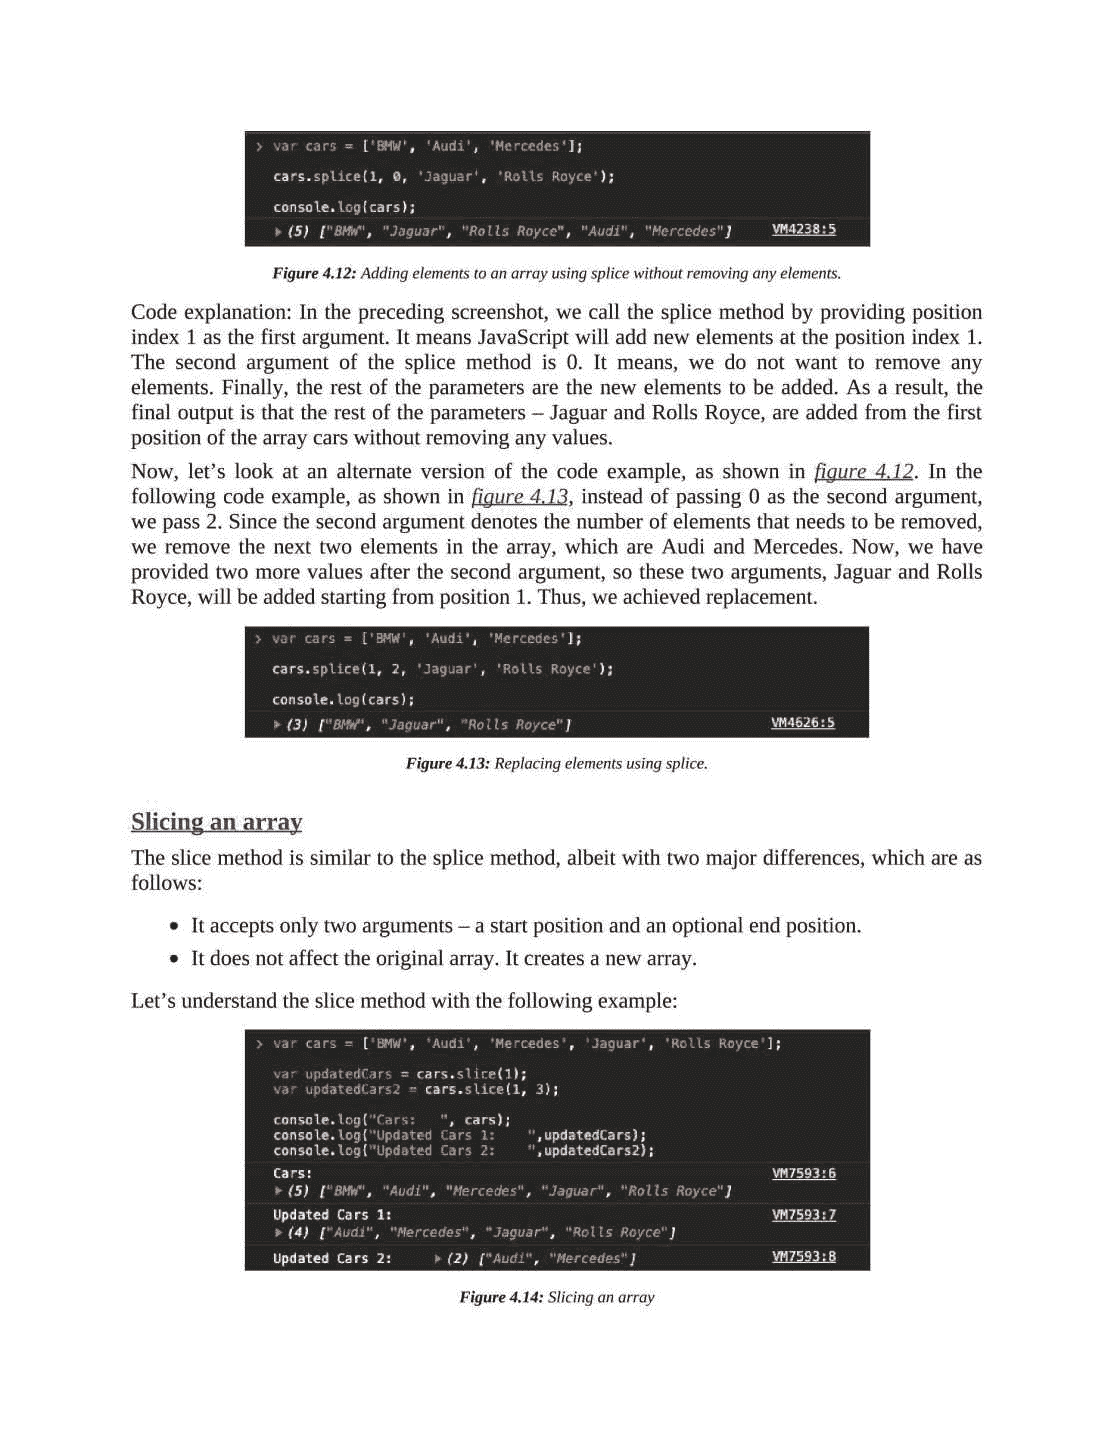 > var cars = ['BMW', 'Audi', 'Mercedes'];
cars.splice(1, 0, 'Jaguar', 'Rolls Royce');
console.log(cars);
▸ (5) ["BMW", "Jaguar", "Rolls Royce", "Audi", "Mercedes"] VM4238:5
Figure 4.12: Adding elements to an array using splice without removing any elements.
Code explanation: In the preceding screenshot, we call the splice method by providing position
index 1 as the first argument. It means JavaScript will add new elements at the position index 1.
The second argument of the splice method is 0. It means, we do not want to remove any
elements. Finally, the rest of the parameters are the new elements to be added. As a result, the
final output is that the rest of the parameters – Jaguar and Rolls Royce, are added from the first
position of the array cars without removing any values.
Now, let’s look at an alternate version of the code example, as shown in figure 4.12. In the
following code example, as shown in figure 4.13, instead of passing 0 as the second argument,
we pass 2. Since the second argument denotes the number of elements that needs to be removed,
we remove the next two elements in the array, which are Audi and Mercedes. Now, we have
provided two more values after the second argument, so these two arguments, Jaguar and Rolls
Royce, will be added starting from position 1. Thus, we achieved replacement.
> var cars = ['BMW', 'Audi', 'Mercedes'];
cars.splice(1, 2, 'Jaguar', 'Rolls Royce');
console.log(cars);
▸ (3) ["BMW", "Jaguar", "Rolls Royce"] VM4626:5
Figure 4.13: Replacing elements using splice.
Slicing an array
The slice method is similar to the splice method, albeit with two major differences, which are as
follows:
• It accepts only two arguments – a start position and an optional end position.
• It does not affect the original array. It creates a new array.
Let’s understand the slice method with the following example:
> var cars = ['BMW', 'Audi', 'Mercedes', 'Jaguar', 'Rolls Royce'];
var updatedCars = cars.slice(1);
var updatedCars2 = cars.slice(1, 3);
console.log("Cars:   ", cars);
console.log("Updated Cars 1:    ",updatedCars);
console.log("Updated Cars 2:    ",updatedCars2);
Cars: VM7593:6
▸ (5) ["BMW", "Audi", "Mercedes", "Jaguar", "Rolls Royce"]
Updated Cars 1: VM7593:7
▸ (4) ["Audi", "Mercedes", "Jaguar", "Rolls Royce"]
Updated Cars 2: ▸ (2) ["Audi", "Mercedes"] VM7593:8
Figure 4.14: Slicing an array